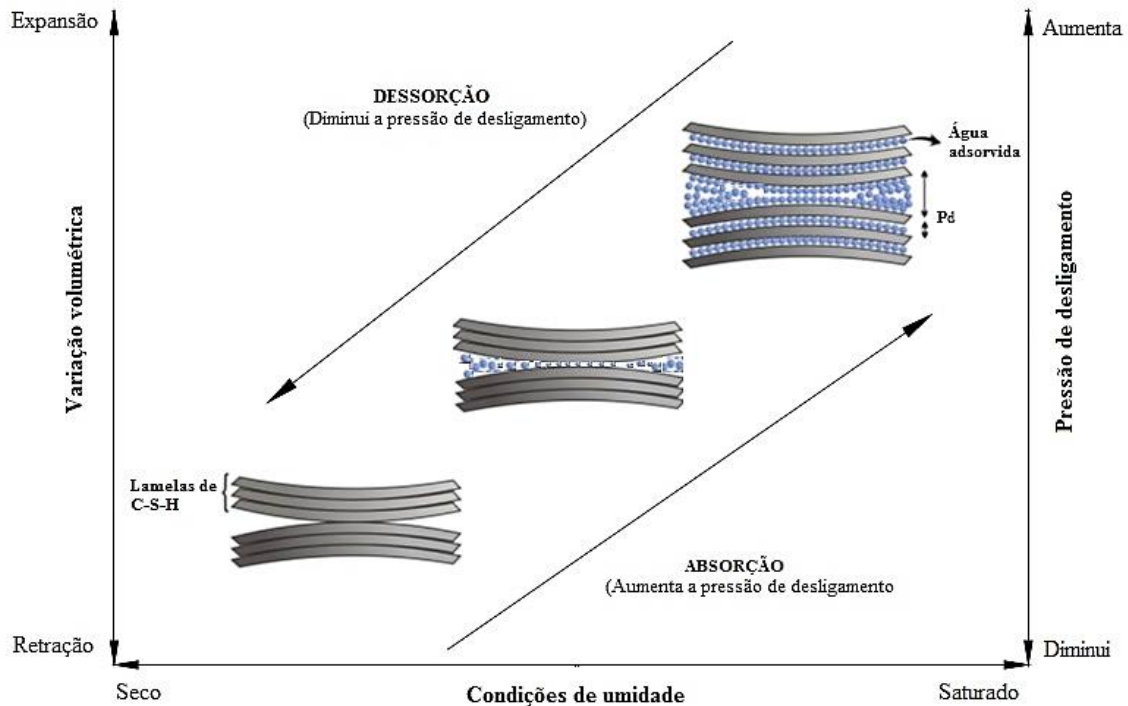 Expansão
Aumenta
DESSORÇÃO
(Diminui a pressão de desligamento)
Água
adsorvida
Pd
Variação volumétrica
Pressão de desligamento
Lamelas de
C-S-H
ABSORÇÃO
(Aumenta a pressão de desligamento
Retração
Diminui
Seco
Condições de umidade
Saturado